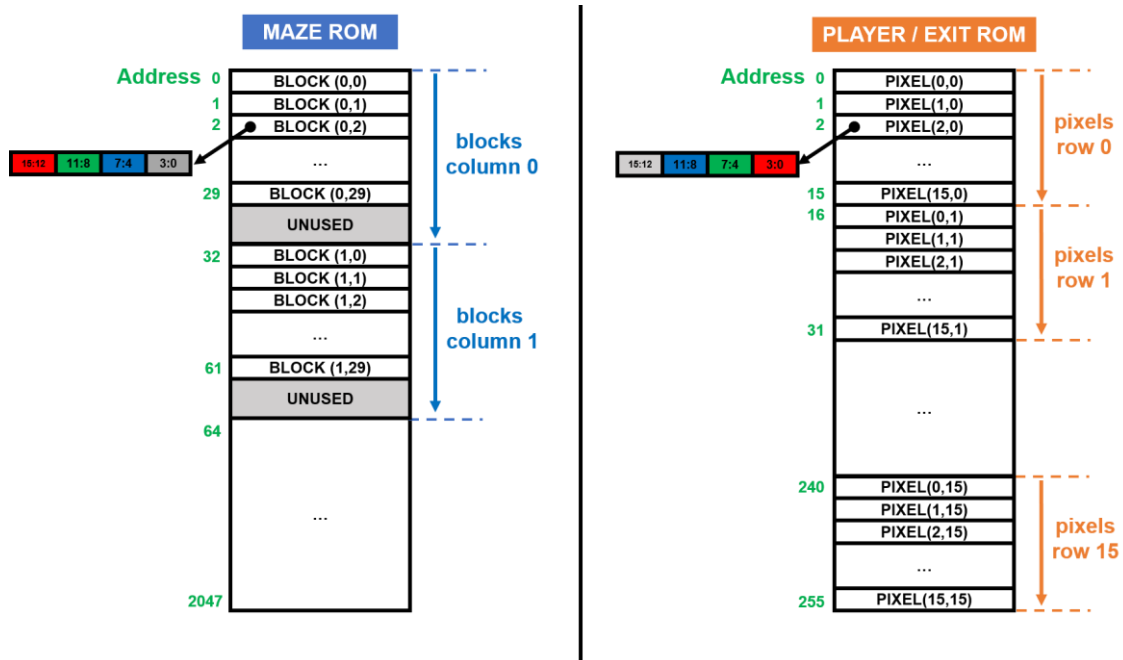 MAZE ROM
Address 0
BLOCK (0,0)
1
BLOCK (0,1)
2
BLOCK (0,2)
15:12 11:8 7:4 3:0
...
29
BLOCK (0,29)
UNUSED
blocks
column 0
32
BLOCK (1,0)
BLOCK (1,1)
BLOCK (1,2)
...
61
BLOCK (1,29)
UNUSED
blocks
column 1
64
...
2047
PLAYER / EXIT ROM
Address 0
PIXEL(0,0)
1
PIXEL(1,0)
2
PIXEL(2,0)
15:12 11:8 7:4 3:0
...
15
PIXEL(15,0)
pixels
row 0
16
PIXEL(0,1)
PIXEL(1,1)
PIXEL(2,1)
...
31
PIXEL(15,1)
pixels
row 1
...
240
PIXEL(0,15)
PIXEL(1,15)
PIXEL(2,15)
...
255
PIXEL(15,15)
pixels
row 15